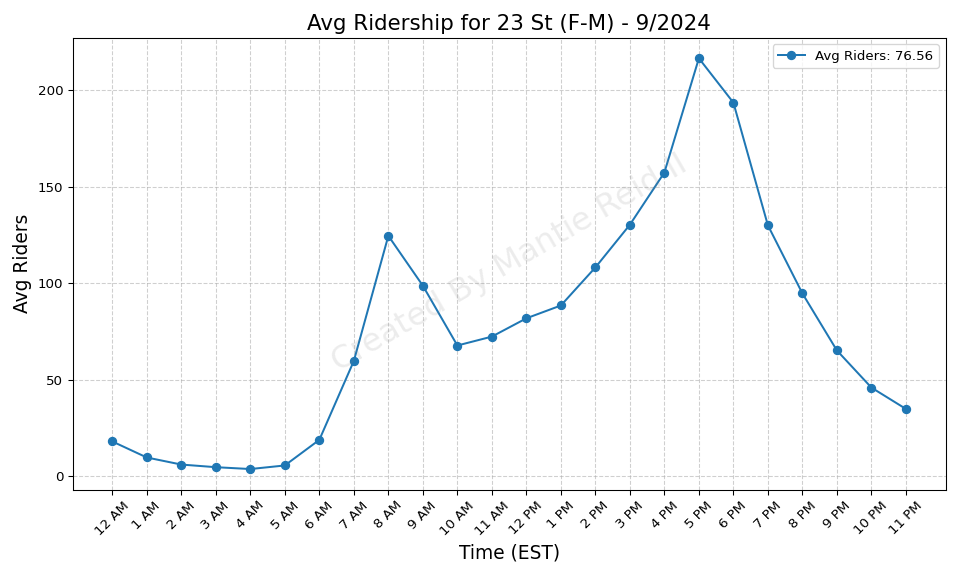 Avg Ridership for 23 St (F-M) - 9/2024
Avg Riders: 76.56
Avg Riders
200
150
100
50
0
Created By Mantle Reidall
12 AM
1 AM
2 AM
3 AM
4 AM
5 AM
6 AM
7 AM
8 AM
9 AM
10 AM
11 AM
12 PM
1 PM
2 PM
3 PM
4 PM
5 PM
6 PM
7 PM
8 PM
9 PM
10 PM
11 PM
Time (EST)